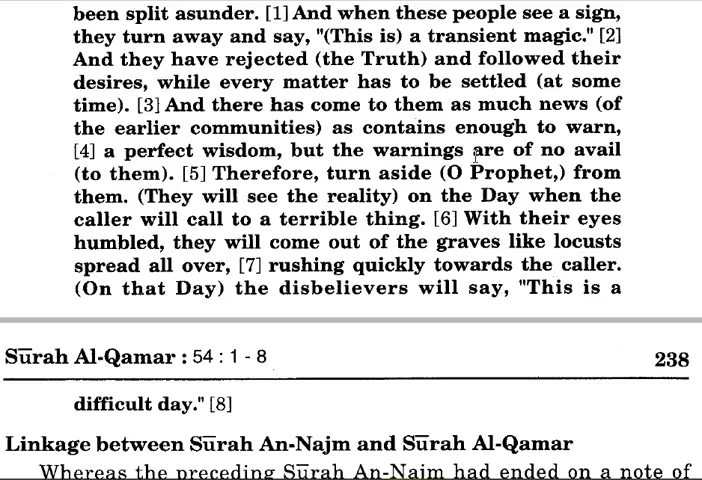 been split asunder. [1] And when these people see a sign,
they turn away and say, "(This is) a transient magic." [2]
And they have rejected (the Truth) and followed their
desires, while every matter has to be settled (at some
time). [3] And there has come to them as much news (of
the earlier communities) as contains enough to warn,
[4] a perfect wisdom, but the warnings are of no avail
(to them). [5] Therefore, turn aside (O Prophet,) from
them. (They will see the reality) on the Day when the
caller will call to a terrible thing. [6] With their eyes
humbled, they will come out of the graves like locusts
spread all over, [7] rushing quickly towards the caller.
(On that Day) the disbelievers will say, "This is a
Sūrah Al-Qamar : 54 : 1 - 8 238
difficult day." [8]
Linkage between Sūrah An-Najm and Sūrah Al-Qamar
Whereas the preceding Sūrah An-Najm had ended on a note of